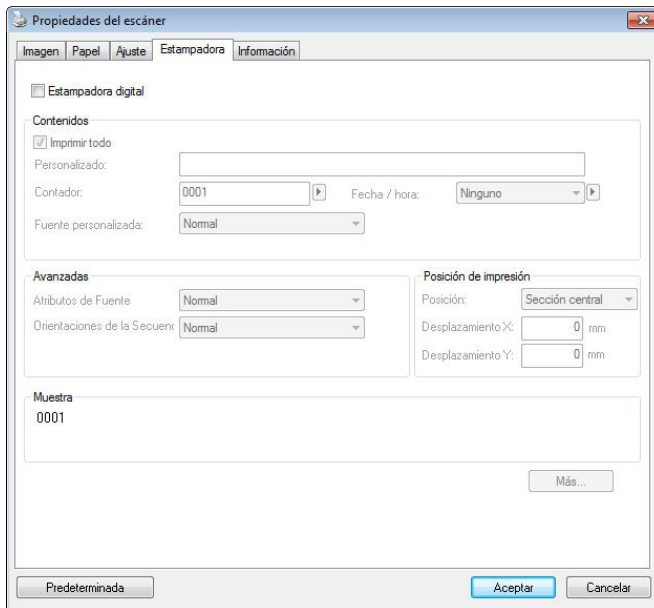 Propiedades del escáner
Imagen Papel Ajuste Estampadora Información
Estampadora digital
Contenidos
Imprimir todo
Personalizado:
Contador: 0001 Fecha / hora: Ninguno
Fuente personalizada: Normal
Avanzadas
Atributos de Fuente Normal
Orientaciones de la Secuenc Normal
Posición de impresión
Posición: Sección central
Desplazamiento X: 0 mm
Desplazamiento Y: 0 mm
Muestra
0001
Más...
Predeterminada Aceptar Cancelar